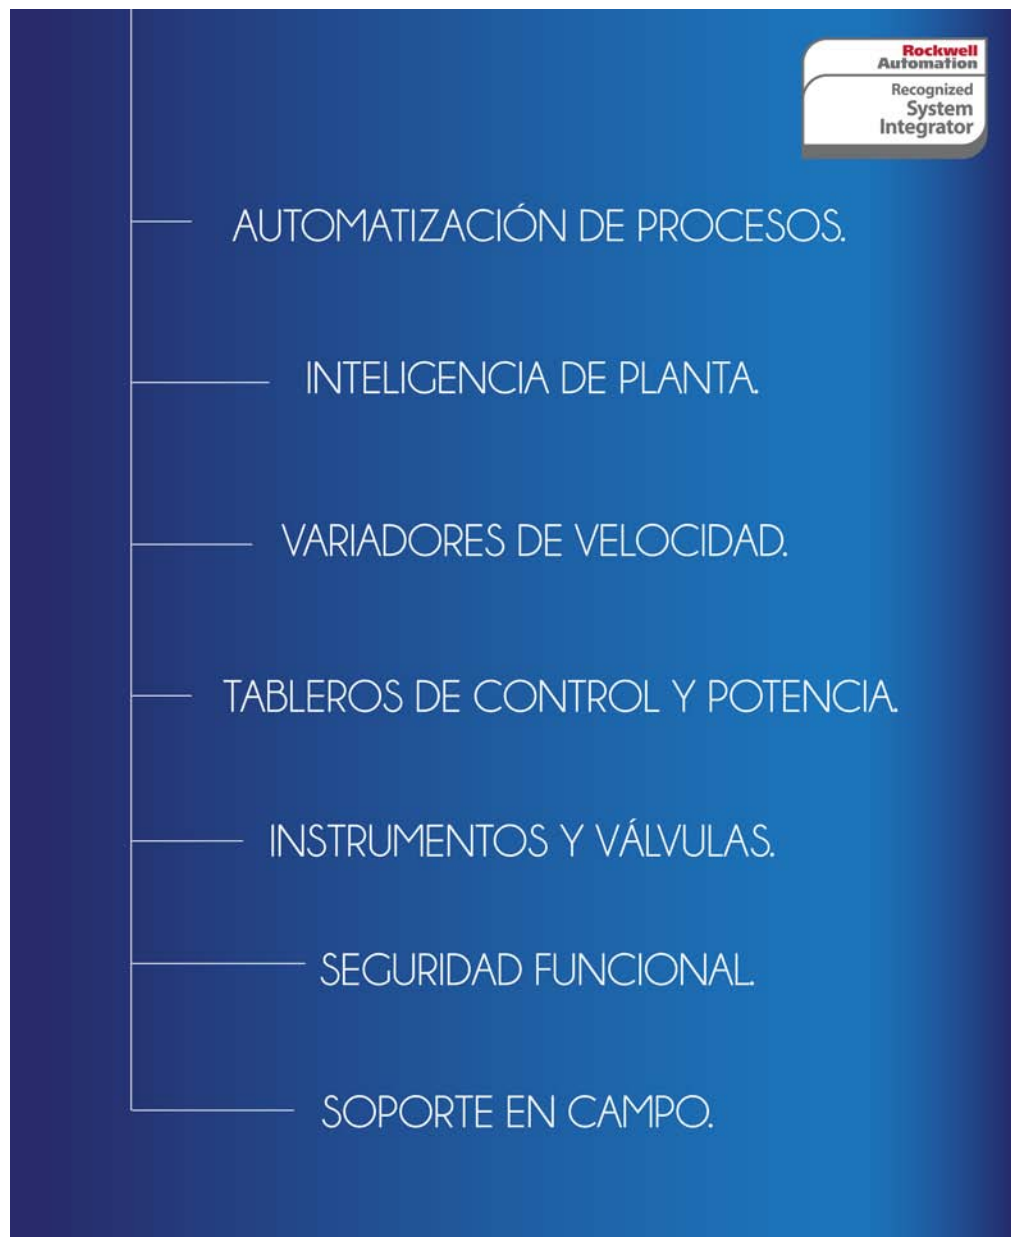 Rockwell
Automation
Recognized
System
Integrator
AUTOMATIZACIÓN DE PROCESOS.
INTELIGENCIA DE PLANTA.
VARIADORES DE VELOCIDAD.
TABLEROS DE CONTROL Y POTENCIA.
INSTRUMENTOS Y VÁLVULAS.
SEGURIDAD FUNCIONAL.
SOPORTE EN CAMPO.